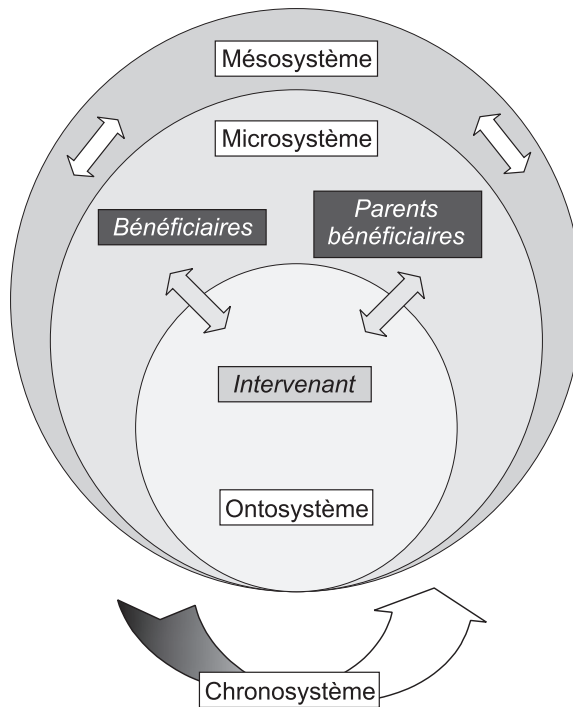 Mésosystème
Microsystème
Bénéficiaires
Parents
bénéficiaires
Intervenant
Ontosystème
Chronosystème